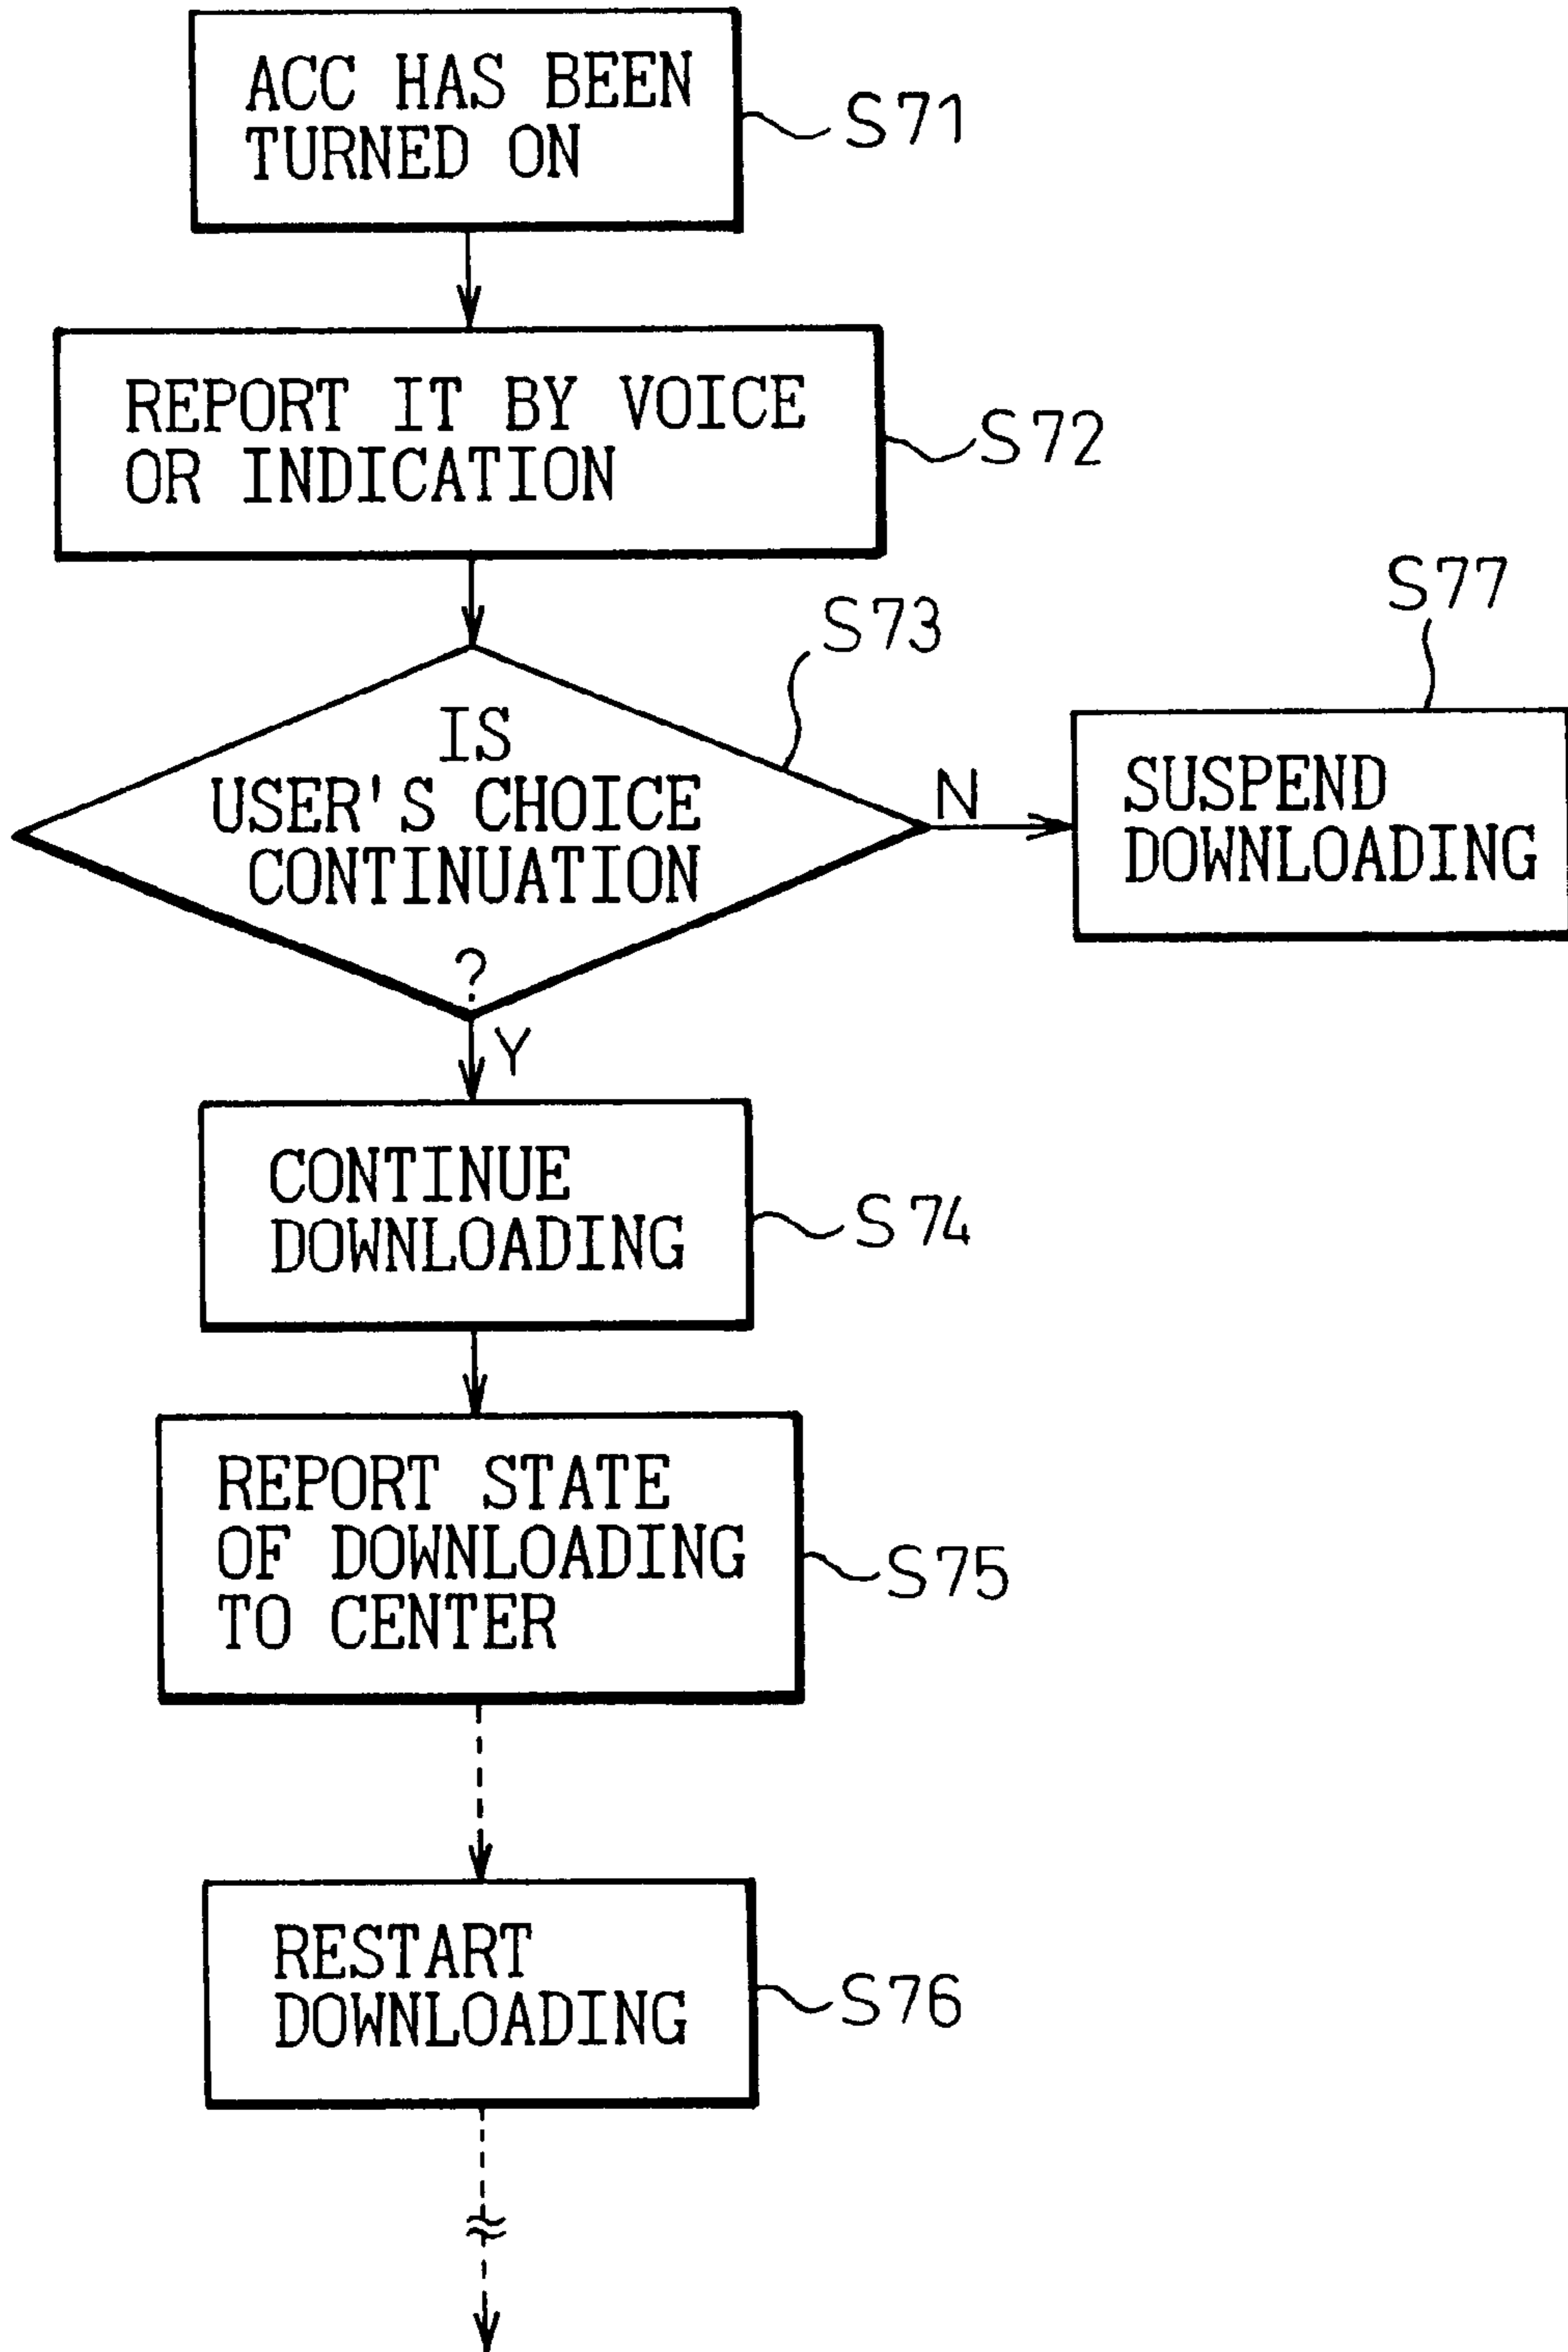 ACC HAS BEEN
TURNED ON
S71
REPORT IT BY VOICE
OR INDICATION
S72
S73
IS
USER'S CHOICE
CONTINUATION
?
N
S77
SUSPEND
DOWNLOADING
Y
CONTINUE
DOWNLOADING
S74
REPORT STATE
OF DOWNLOADING
TO CENTER
S75
RESTART
DOWNLOADING
S76